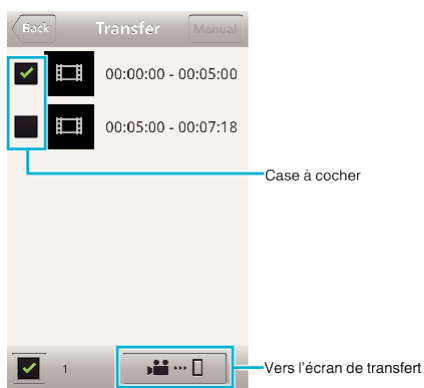 Back Transfer Manual
00:00:00 - 00:05:00
00:05:00 - 00:07:18
Case à cocher
1
Vers l'écran de transfert